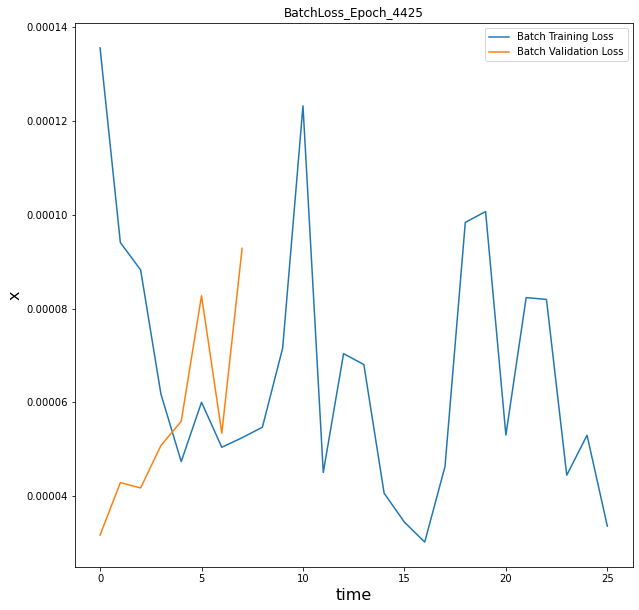 BatchLoss_Epoch_4425
Batch Training Loss
Batch Validation Loss
0.00014
0.00012
0.00010
0.00008
0.00006
0.00004
x
0
5
10
15
20
25
time